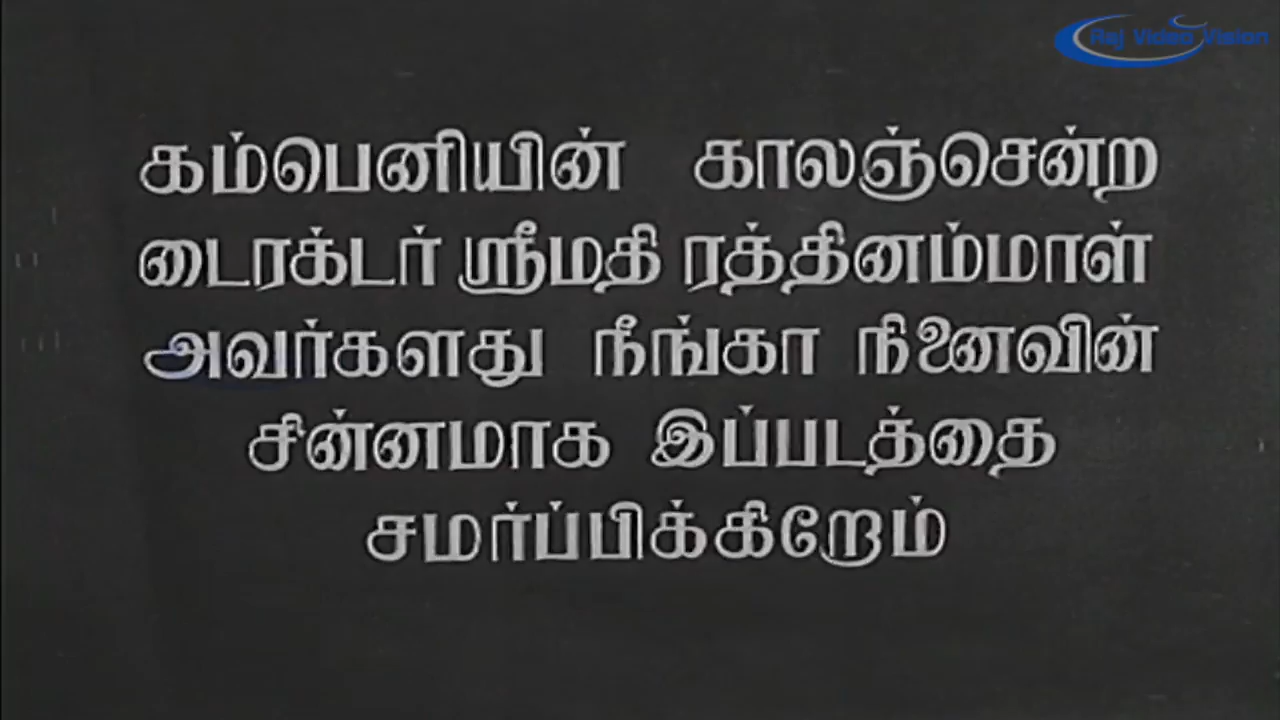 Raj Video Vision
கம்பெனியின் காலஞ்சென்ற
டைரக்டர் ஸ்ரீமதி ரத்தினம்மாள்
அவர்களது நீங்கா நினைவின்
சின்னமாக இப்படத்தை
சமர்ப்பிக்கிறேம்